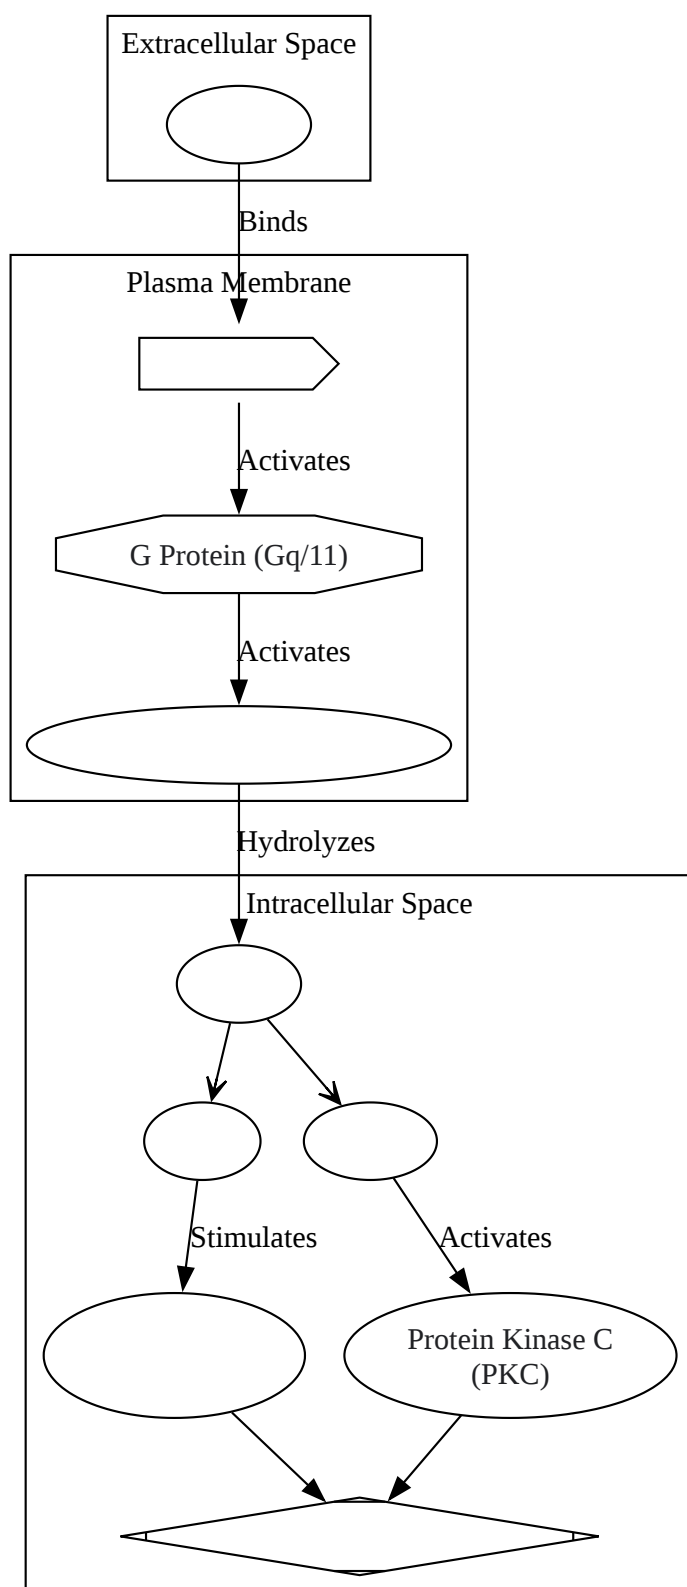 Extracellular Space
Binds
Plasma Membrane
Activates
G Protein (Gq/11)
Activates
Hydrolyzes
Intracellular Space
Stimulates
Activates
Protein Kinase C
(PKC)